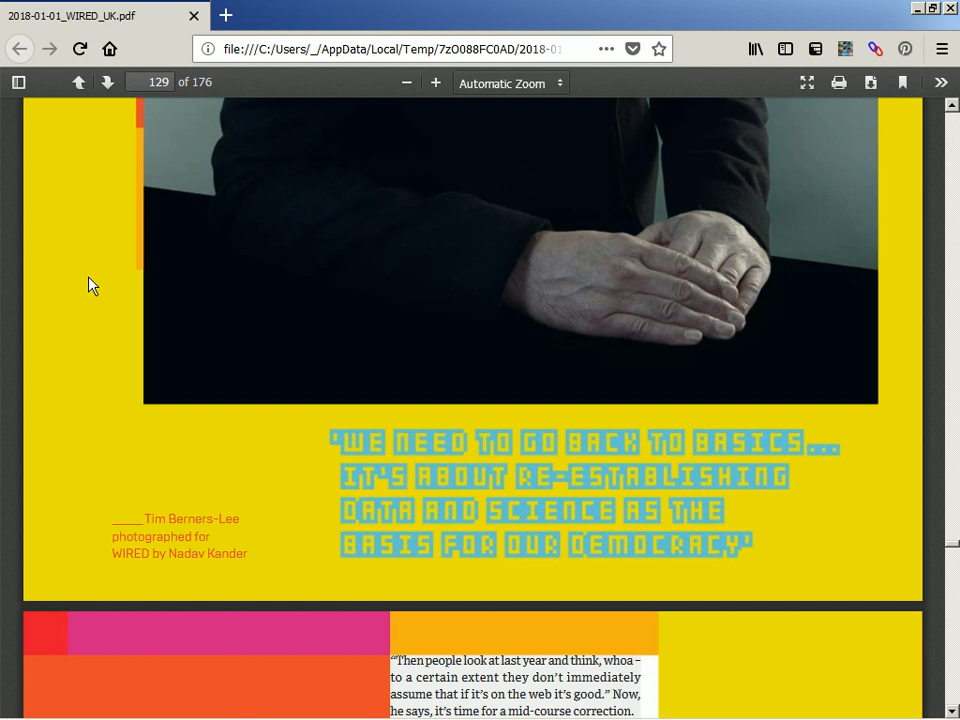 2018-01-01_WIRED_UK.pdf
file:///C:/Users/_/AppData/Local/Temp/7zO088FC0AD/2018-01
129 of 176
Automatic Zoom
'WE NEED TO GO BACK TO BASICS...
IT'S ABOUT RE-ESTABLISHING
DATA AND SCIENCE AS THE
BASIS FOR OUR DEMOCRACY'
____Tim Berners-Lee
photographed for
WIRED by Nadav Kander
“Then people look at last year and think, whoa –
to a certain extent they don’t immediately
assume that if it’s on the web it’s good.” Now,
he says, it’s time for a mid-course correction.